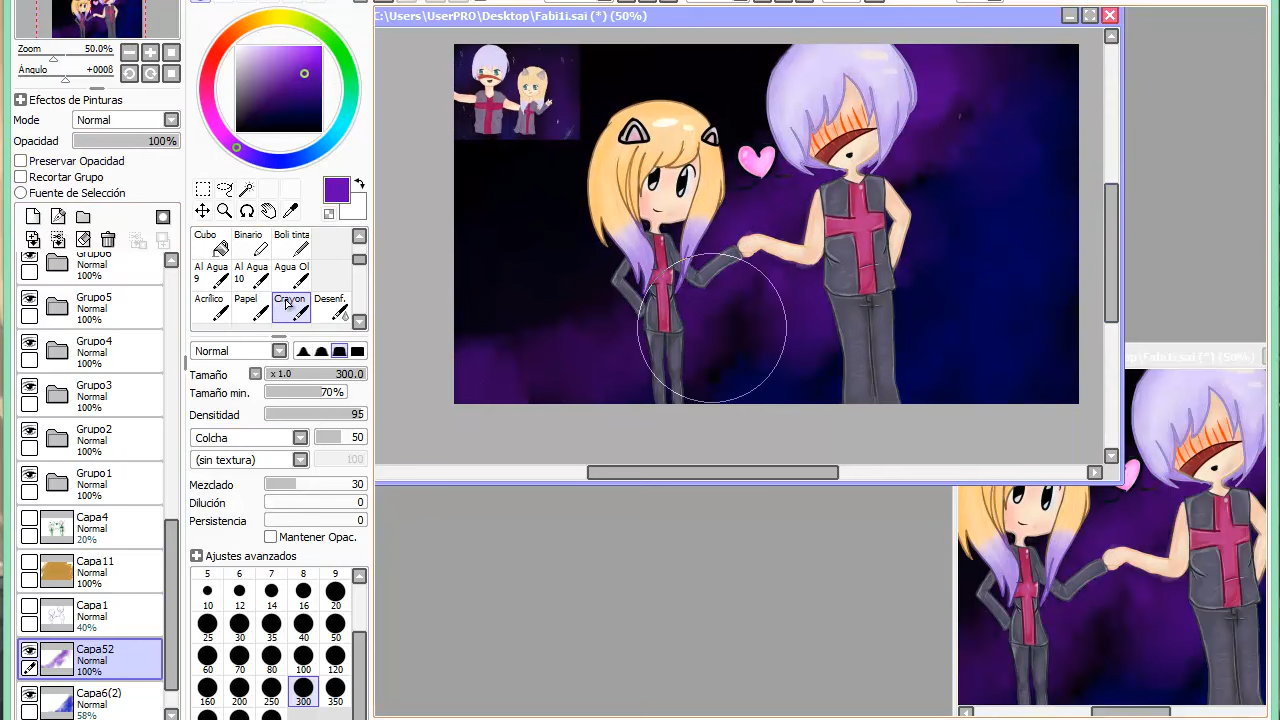 C:\Users\UserPRO\Desktop\Fabi1i.sai (*) (50%)
Zoom 50.0%
Ángulo +000ß
Efectos de Pinturas
Mode Normal
Opacidad 100%
Preservar Opacidad
Recortar Grupo
Fuente de Selección
Normal
100%
Grupo5
Normal
100%
Grupo4
Normal
100%
Grupo3
Normal
100%
Grupo2
Normal
100%
Grupo1
Normal
100%
Capa4
Normal
20%
Capa11
Normal
100%
Capa1
Normal
40%
Capa52
Normal
100%
Capa6(2)
Normal
58%
Cubo Binario Boli tinta
Al Agua 9 Al Agua 10 Agua Ol
Acrílico Papel Crayon Desenf.
Normal
Tamaño x 1.0 300.0
Tamaño min. 70%
Densitidad 95
Colcha 50
(sin textura) 100
Mezclado 30
Dilución 0
Persistencia 0
Mantener Opac.
Ajustes avanzados
5 6 7 8 9
10 12 14 16 20
25 30 35 40 50
60 70 80 100 120
160 200 250 300 350
(*) (50%)